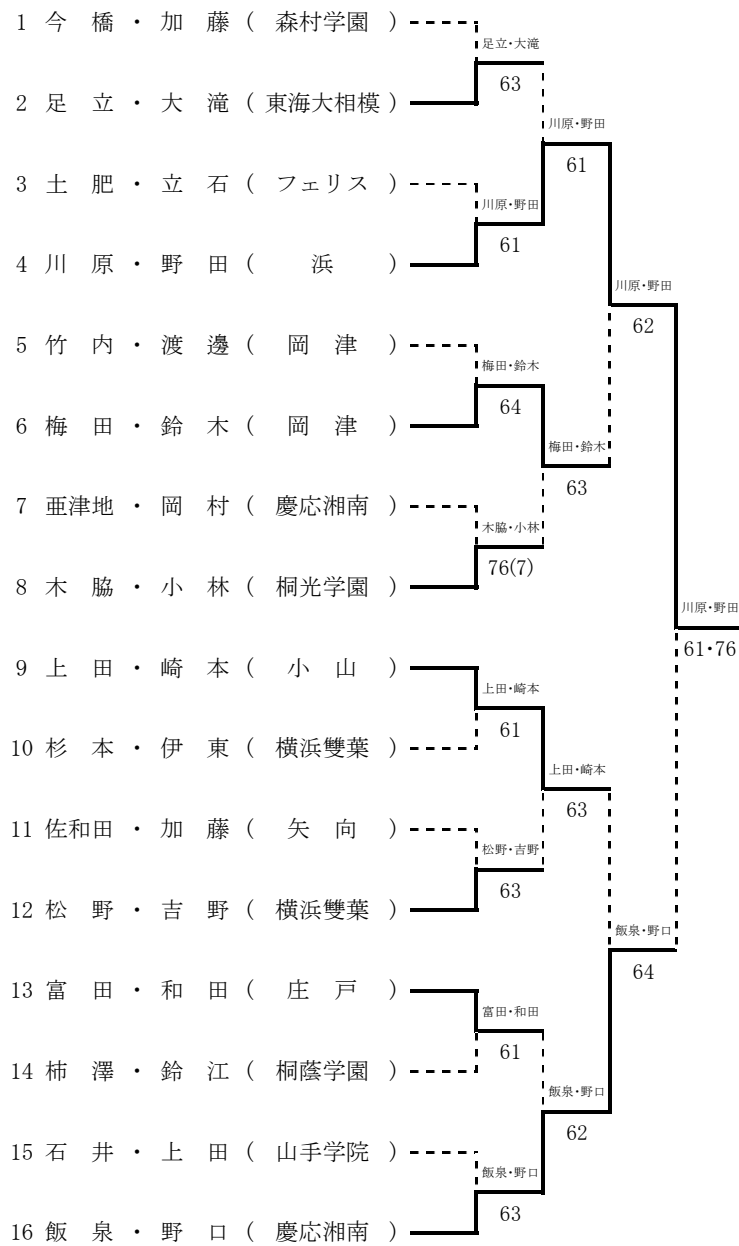 1 今 橋 ・ 加 藤 ( 森村学園 )
足立・大滝
63
2 足 立 ・ 大 滝 ( 東海大相模 )
川原・野田
61
3 土 肥 ・ 立 石 ( フェリス )
川原・野田
61
4 川 原 ・ 野 田 ( 浜 )
川原・野田
62
5 竹 内 ・ 渡 邊 ( 岡 津 )
梅田・鈴木
64
6 梅 田 ・ 鈴 木 ( 岡 津 )
梅田・鈴木
63
7 亜津地 ・ 岡 村 ( 慶応湘南 )
木脇・小林
76(7)
8 木 脇 ・ 小 林 ( 桐光学園 )
川原・野田
61・76
9 上 田 ・ 崎 本 ( 小 山 )
上田・崎本
61
10 杉 本 ・ 伊 東 ( 横浜雙葉 )
上田・崎本
63
11 佐和田 ・ 加 藤 ( 矢 向 )
松野・吉野
63
12 松 野 ・ 吉 野 ( 横浜雙葉 )
飯泉・野口
64
13 富 田 ・ 和 田 ( 庄 戸 )
富田・和田
61
14 柿 澤 ・ 鈴 江 ( 桐蔭学園 )
飯泉・野口
62
15 石 井 ・ 上 田 ( 山手学院 )
飯泉・野口
63
16 飯 泉 ・ 野 口 ( 慶応湘南 )